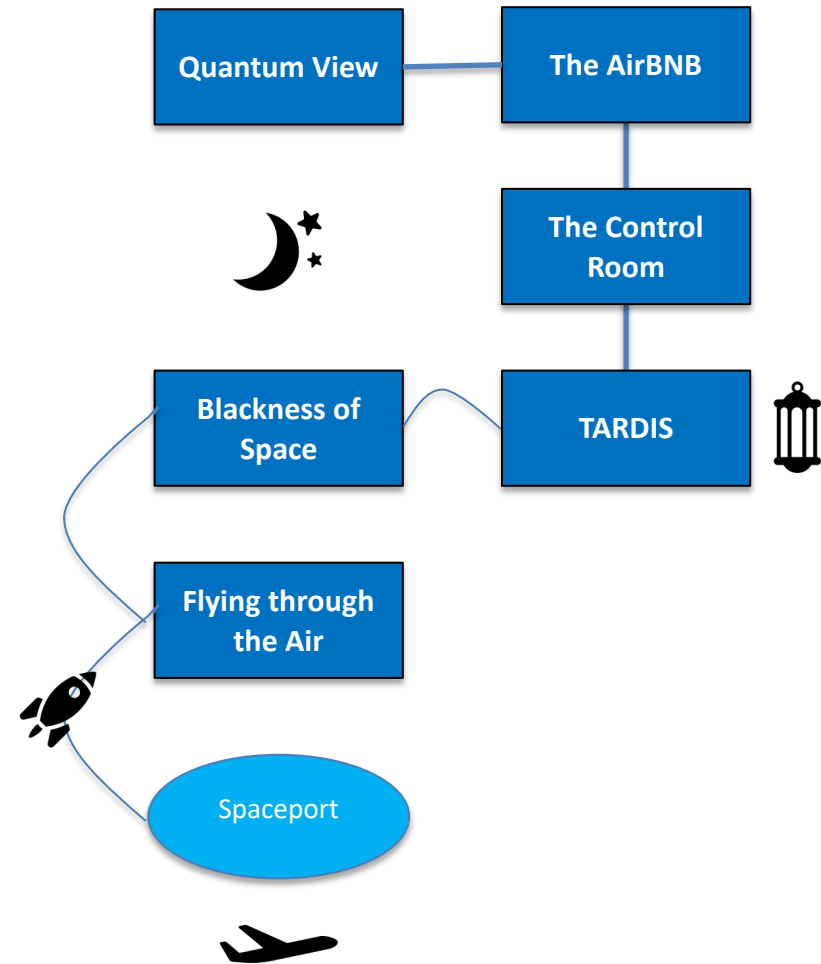 Quantum View
The AirBNB
The Control
Room
Blackness of
Space
TARDIS
Flying through
the Air
Spaceport